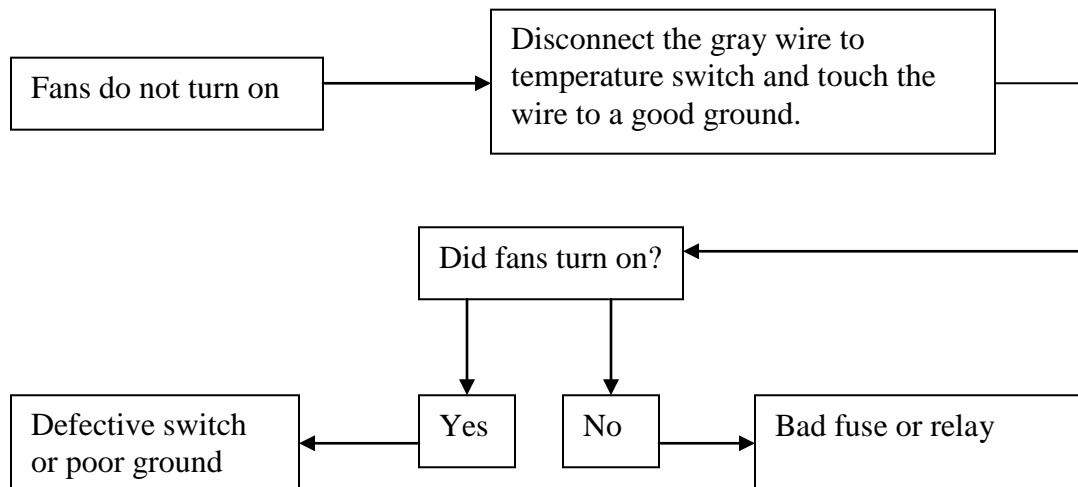 Fans do not turn on
Disconnect the gray wire to
temperature switch and touch the
wire to a good ground.
Did fans turn on?
Defective switch
or poor ground
Yes
No
Bad fuse or relay